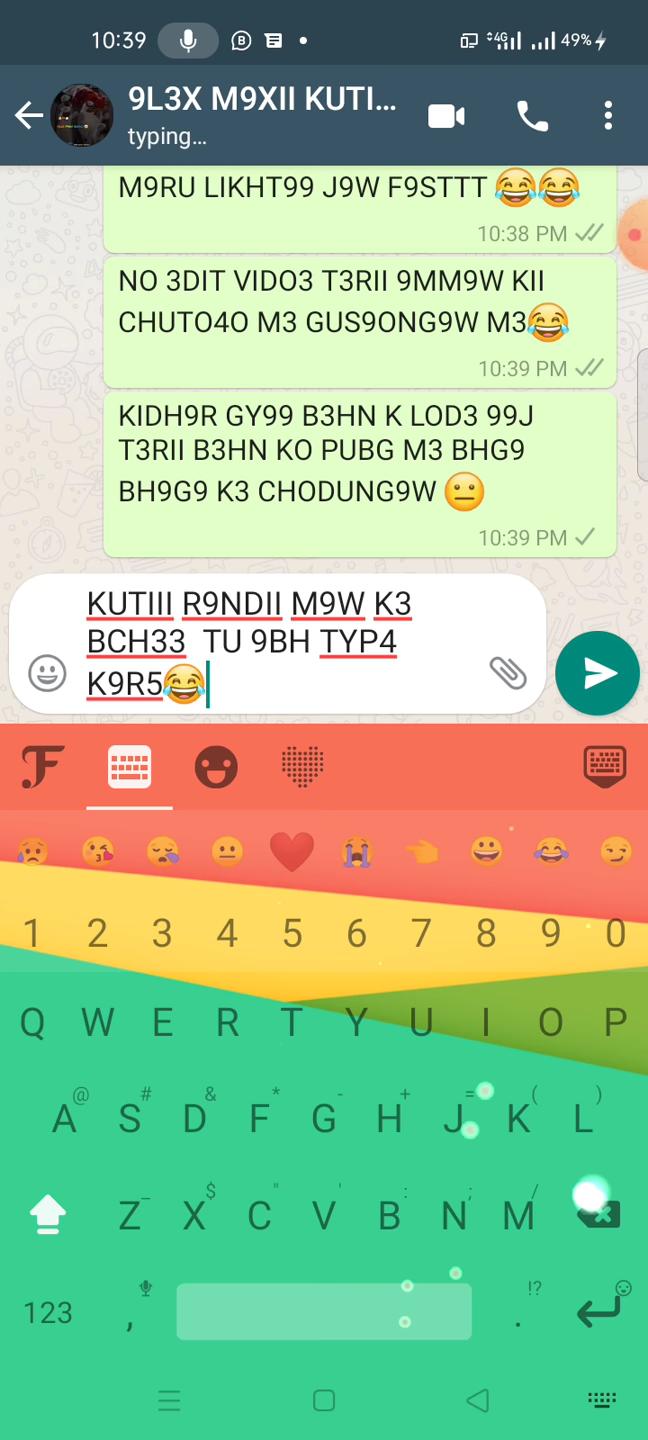 10:39
4G
49%
9L3X M9XII KUTI...
typing...
M9RU LIKHT99 J9W F9STTT 😂😂
10:38 PM
NO 3DIT VIDO3 T3RII 9MM9W KII
CHUTO4O M3 GUS9ONG9W M3😂
10:39 PM
KIDH9R GY99 B3HN K LOD3 99J
T3RII B3HN KO PUBG M3 BHG9
BH9G9 K3 CHODUNG9W 😐
10:39 PM
KUTIII R9NDII M9W K3
BCH33 TU 9BH TYP4
K9R5😂
1 2 3 4 5 6 7 8 9 0
Q W E R T Y U I O P
@ # & * - + = ( )
A S D F G H J K L
_ $ " ' : ; /
Z X C V B N M
!?
123 , .